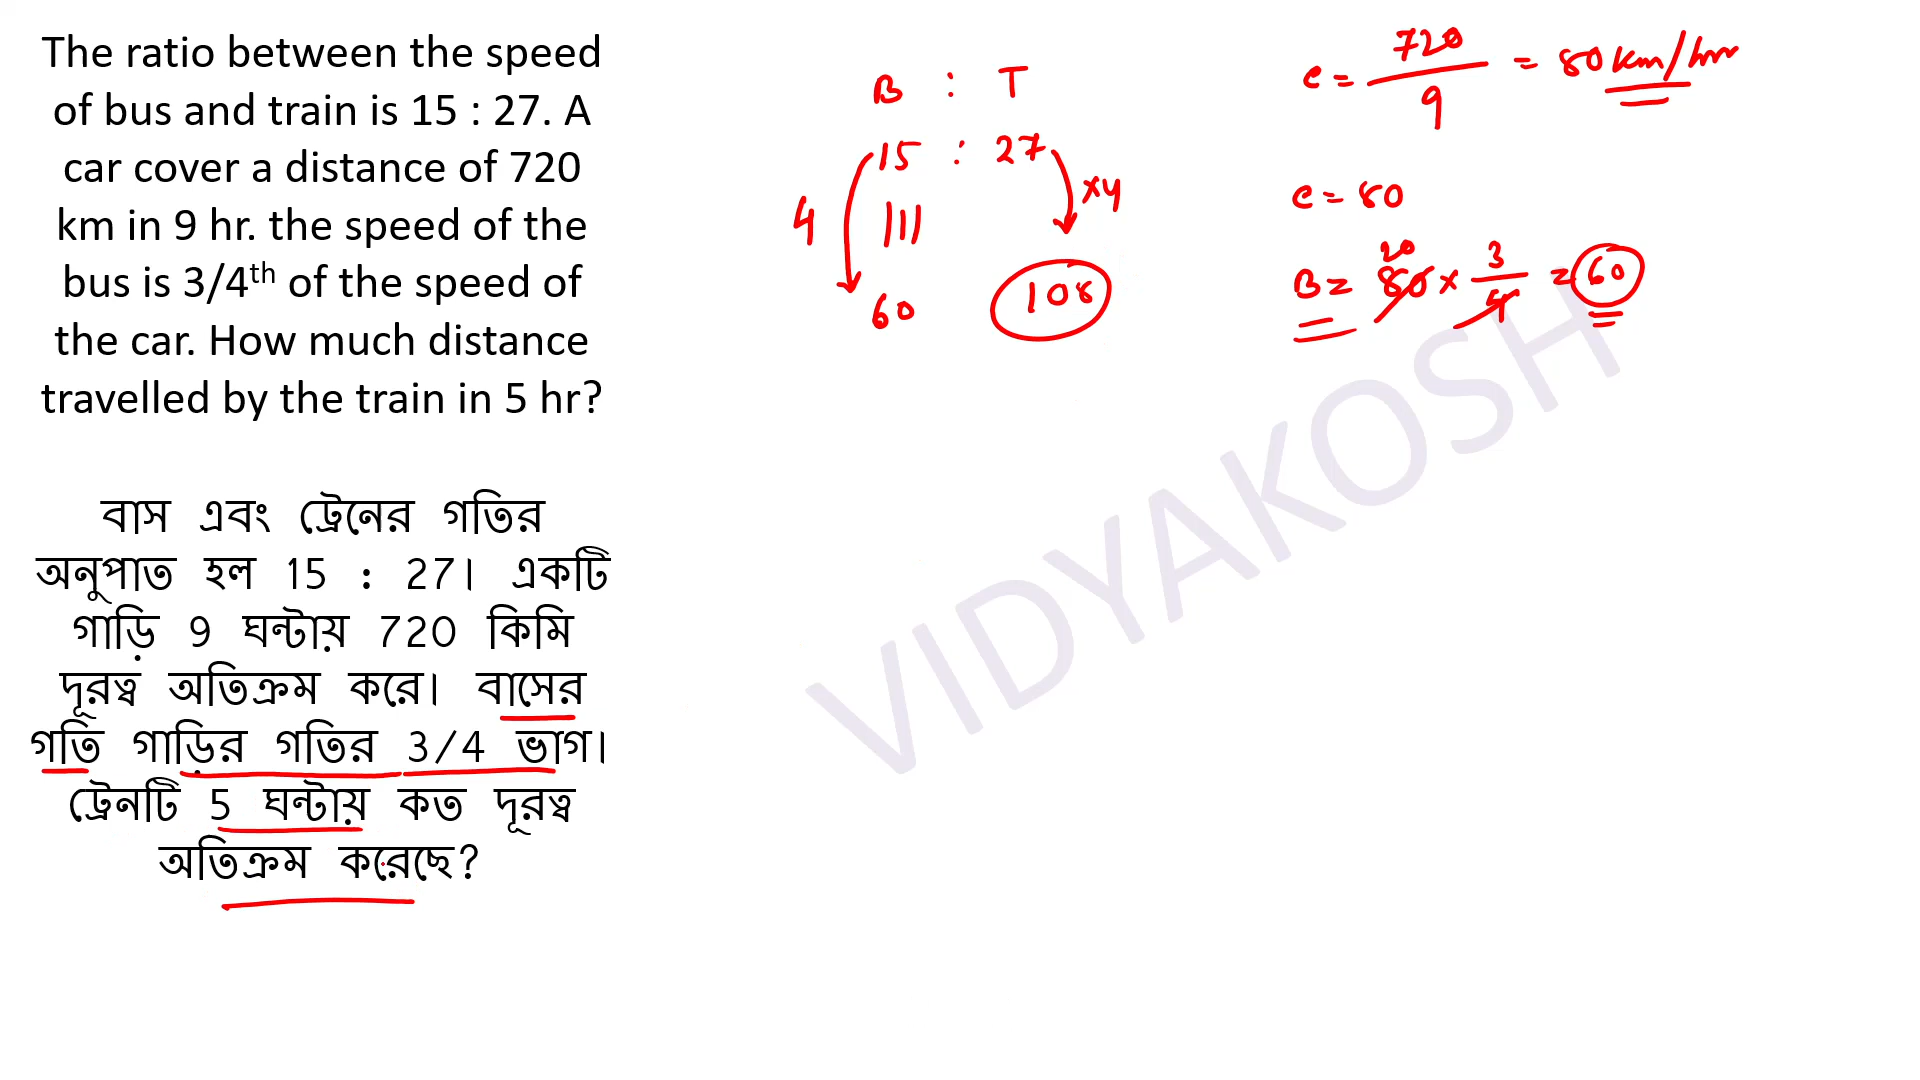 The ratio between the speed
of bus and train is 15 : 27. A
car cover a distance of 720
km in 9 hr. the speed of the
bus is 3/4th of the speed of
the car. How much distance
travelled by the train in 5 hr?
বাস এবং ট্রেনের গতির
অনুপাত হল 15 : 27। একটি
গাড়ি 9 ঘন্টায় 720 কিমি
দূরত্ব অতিক্রম করে। বাসের
গতি গাড়ির গতির 3/4 ভাগ।
ট্রেনটি 5 ঘন্টায় কত দূরত্ব
অতিক্রম করেছে?
B : T
15 : 27
4 ||| ×4
60 108
C = 720/9 = 80 km/hr
C = 80
20
B = 80 × 3/4 = 60
VIDYAKOSH